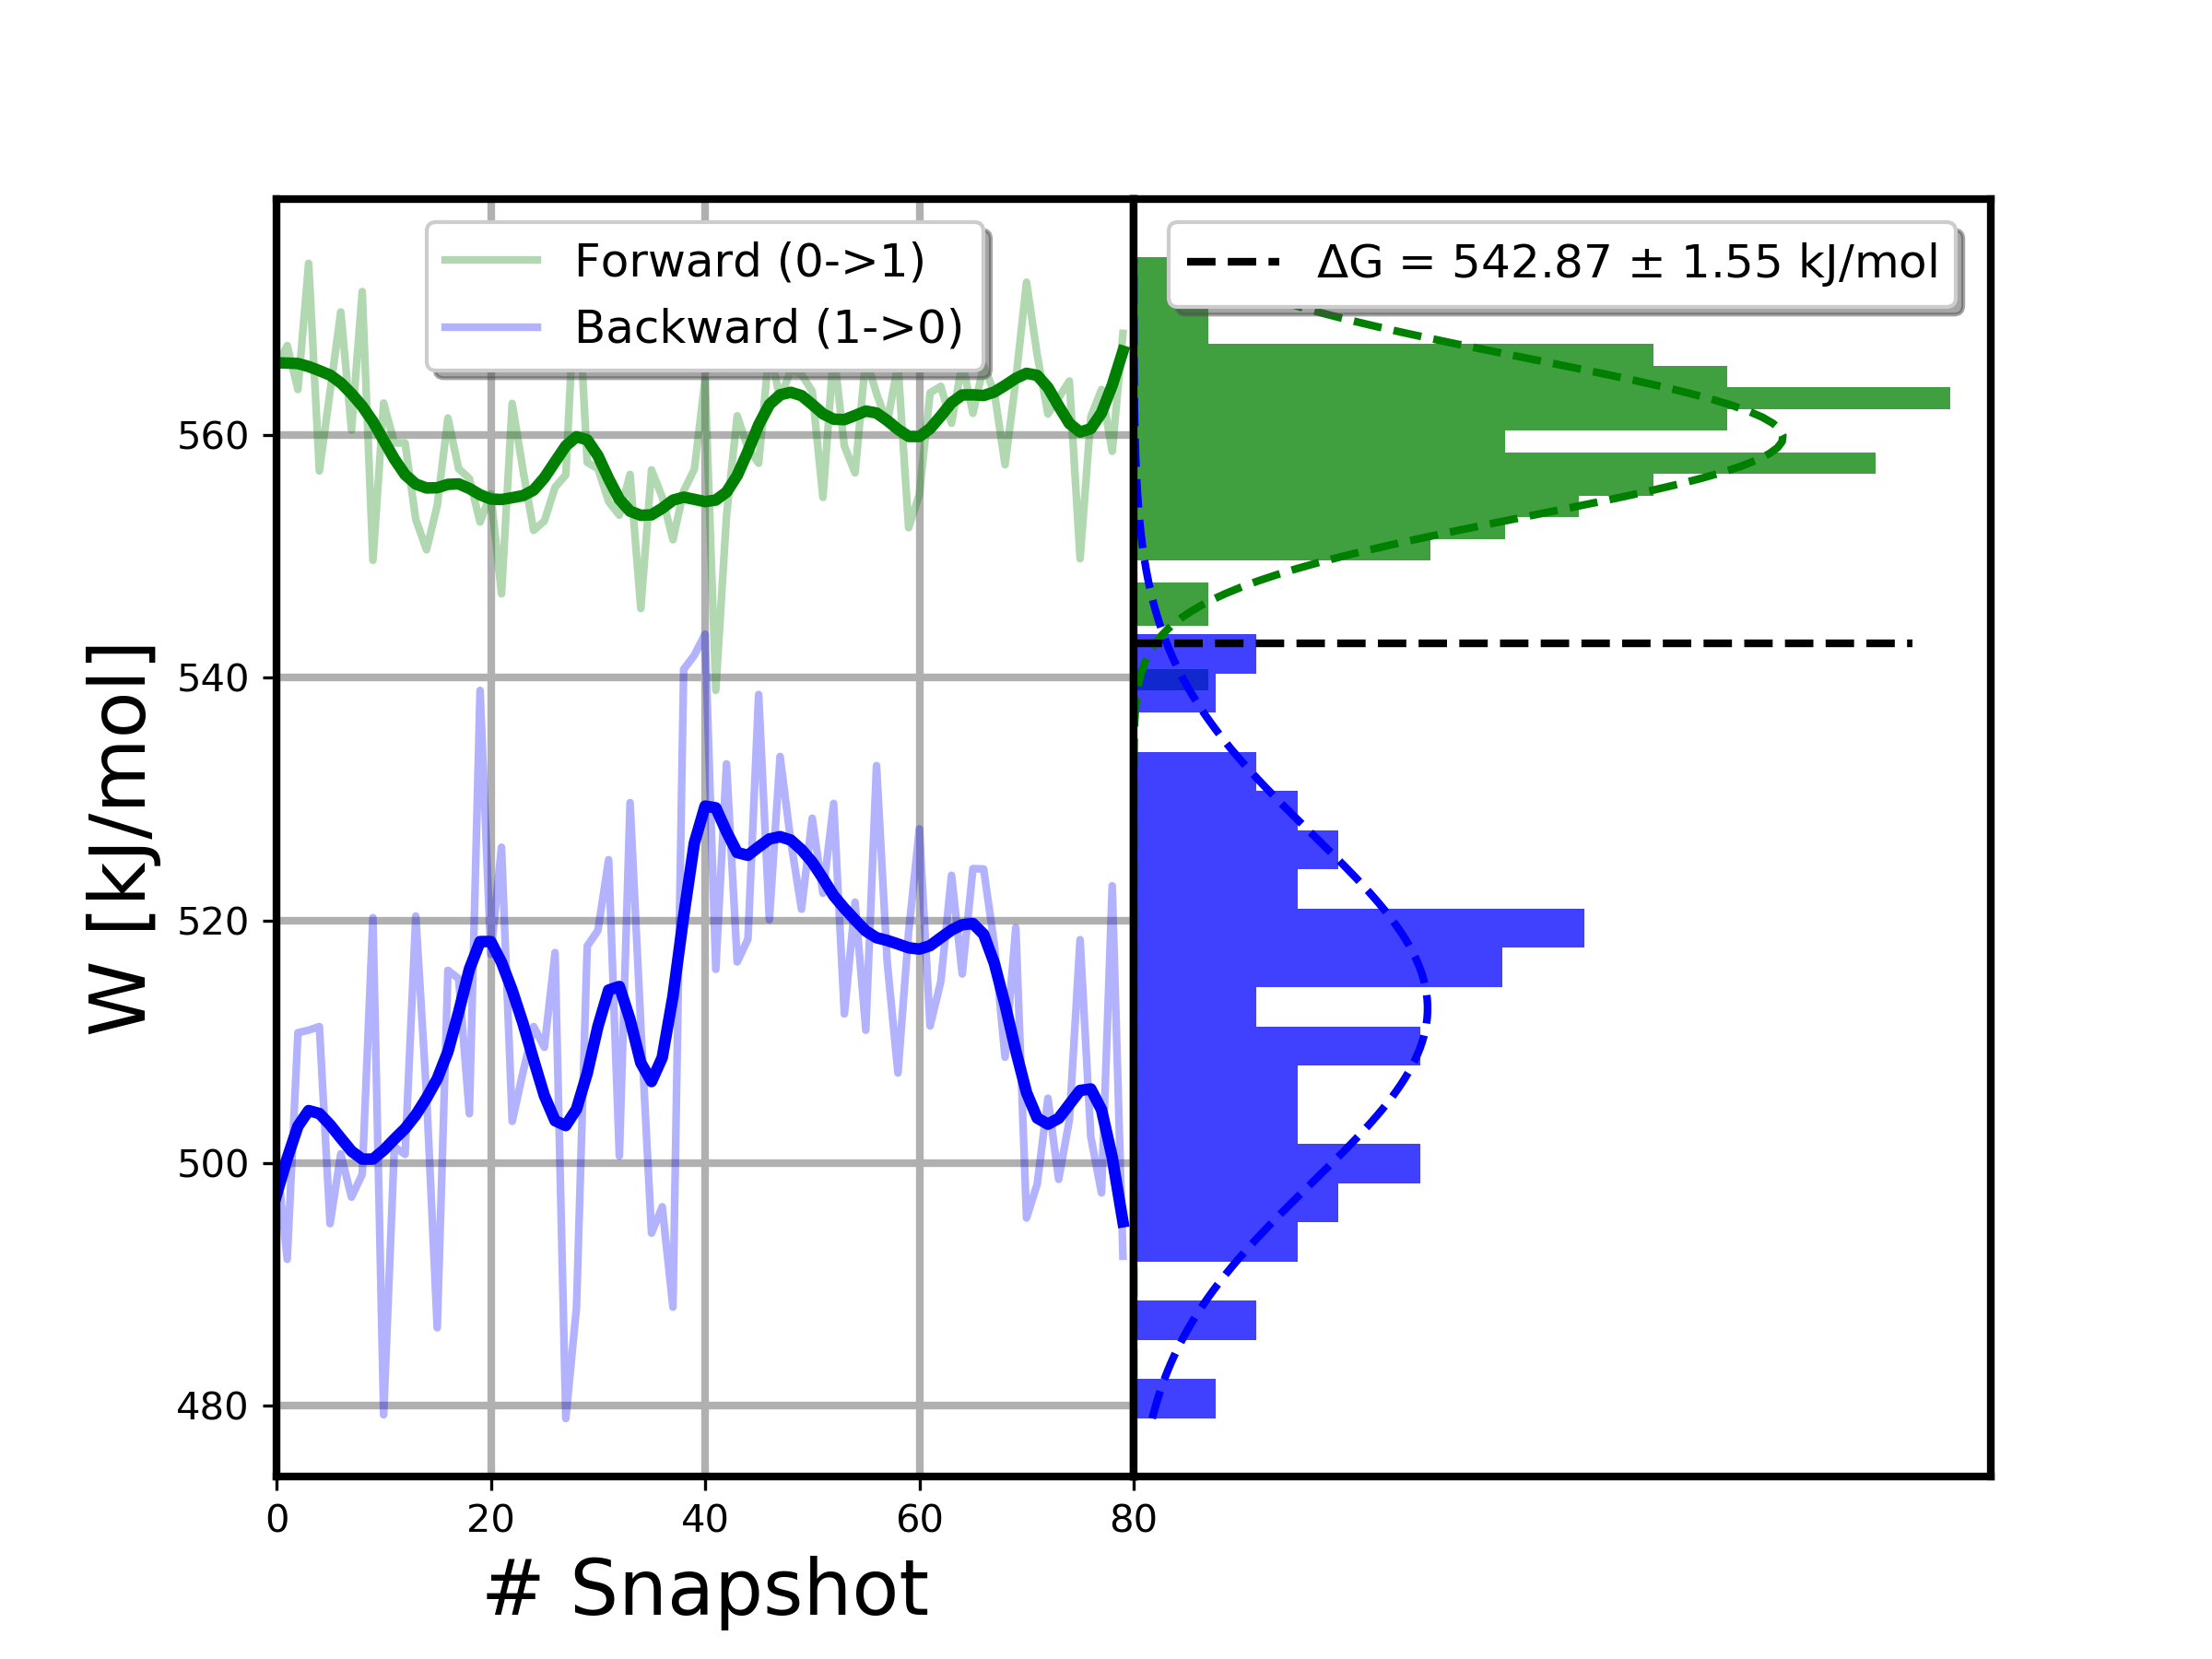 Forward (0->1)
Backward (1->0)
ΔG = 542.87 ± 1.55 kJ/mol
W [kJ/mol]
560
540
520
500
480
0 20 40 60 80
# Snapshot